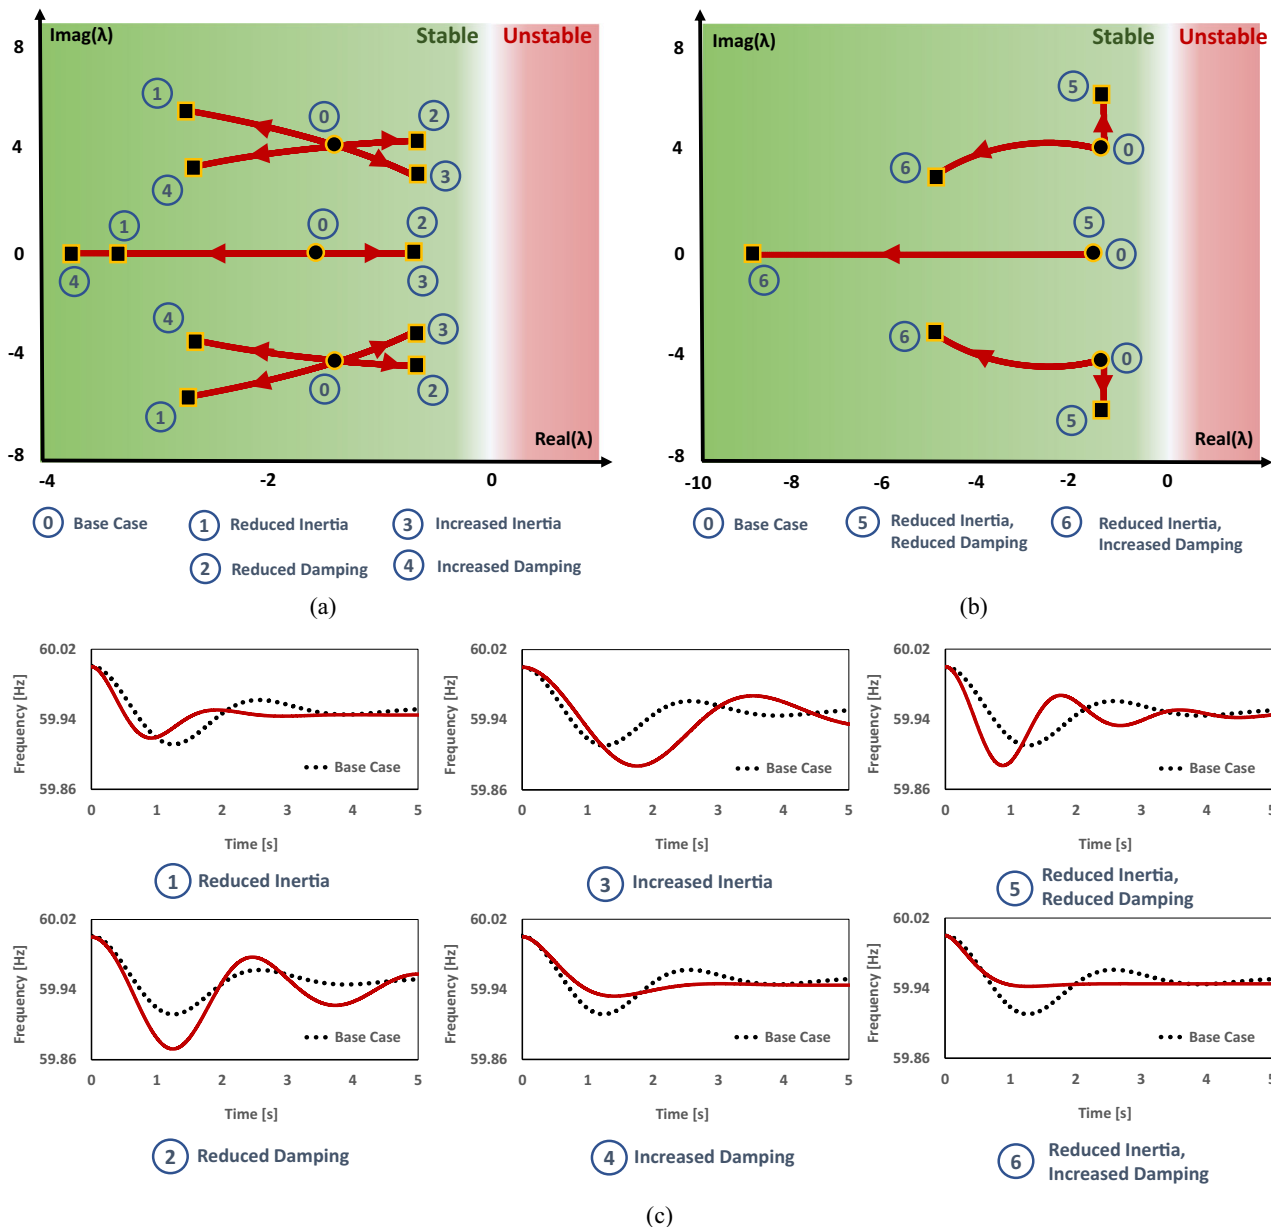 Imag(λ)
Stable
Unstable
8
4
0
-4
-8
1
0
2
4
3
1
0
2
4
3
4
3
0
2
1
Real(λ)
-4
-2
0
0 Base Case
1 Reduced Inertia
3 Increased Inertia
2 Reduced Damping
4 Increased Damping
(a)
Imag(λ)
Stable
Unstable
8
4
0
-4
-8
5
0
6
5
0
6
6
0
5
Real(λ)
-10
-8
-6
-4
-2
0
0 Base Case
5 Reduced Inertia,
Reduced Damping
6 Reduced Inertia,
Increased Damping
(b)
60.02
59.94
59.86
Frequency [Hz]
Base Case
0 1 2 3 4 5
Time [s]
1 Reduced Inertia
60.02
59.94
59.86
Frequency [Hz]
Base Case
0 1 2 3 4 5
Time [s]
3 Increased Inertia
60.02
59.94
59.86
Frequency [Hz]
Base Case
0 1 2 3 4 5
Time [s]
5 Reduced Inertia,
Reduced Damping
60.02
59.94
59.86
Frequency [Hz]
Base Case
0 1 2 3 4 5
Time [s]
2 Reduced Damping
60.02
59.94
59.86
Frequency [Hz]
Base Case
0 1 2 3 4 5
Time [s]
4 Increased Damping
60.02
59.94
59.86
Frequency [Hz]
Base Case
0 1 2 3 4 5
Time [s]
6 Reduced Inertia,
Increased Damping
(c)